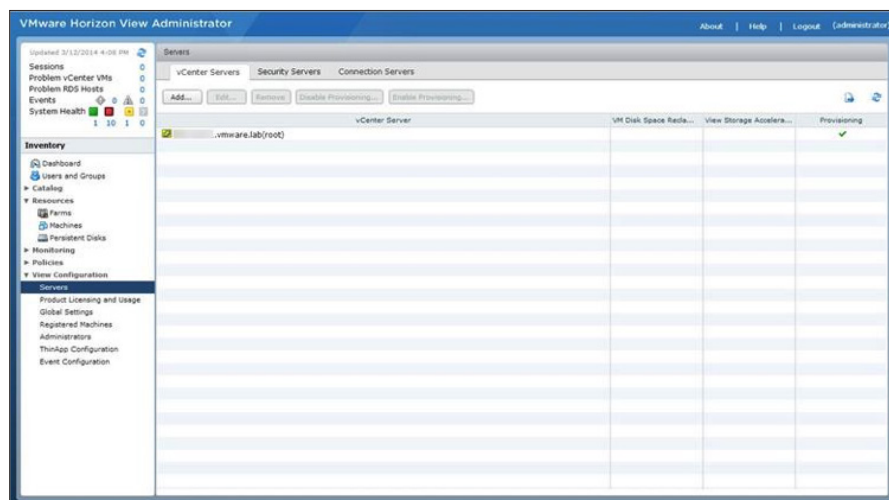 VMware Horizon View Administrator
About | Help | Logout (administrator)
Updated 3/12/2014 4:08 PM
Sessions 0
Problem vCenter VMs 0
Problem RDS Hosts 0
Events 0 0
System Health
1 10 1 0
Inventory
Dashboard
Users and Groups
Catalog
Resources
Farms
Machines
Persistent Disks
Monitoring
Policies
View Configuration
Servers
Product Licensing and Usage
Global Settings
Registered Machines
Administrators
ThinApp Configuration
Event Configuration
Servers
vCenter Servers Security Servers Connection Servers
Add... Edit... Remove Disable Provisioning... Enable Provisioning...
vCenter Server VM Disk Space Recla... View Storage Accelera... Provisioning
.vmware.lab(root)